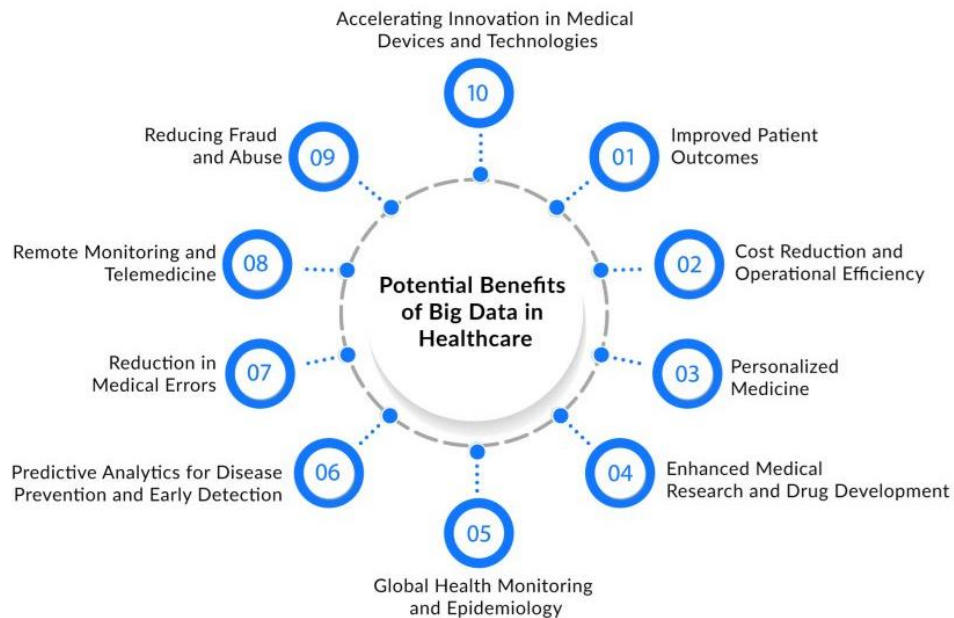 Accelerating Innovation in Medical
Devices and Technologies
10
Reducing Fraud
and Abuse
09
01
Improved Patient
Outcomes
Remote Monitoring and
Telemedicine
08
02
Cost Reduction and
Operational Efficiency
Potential Benefits
of Big Data in
Healthcare
Reduction in
Medical Errors
07
03
Personalized
Medicine
Predictive Analytics for Disease
Prevention and Early Detection
06
04
Enhanced Medical
Research and Drug Development
05
Global Health Monitoring
and Epidemiology